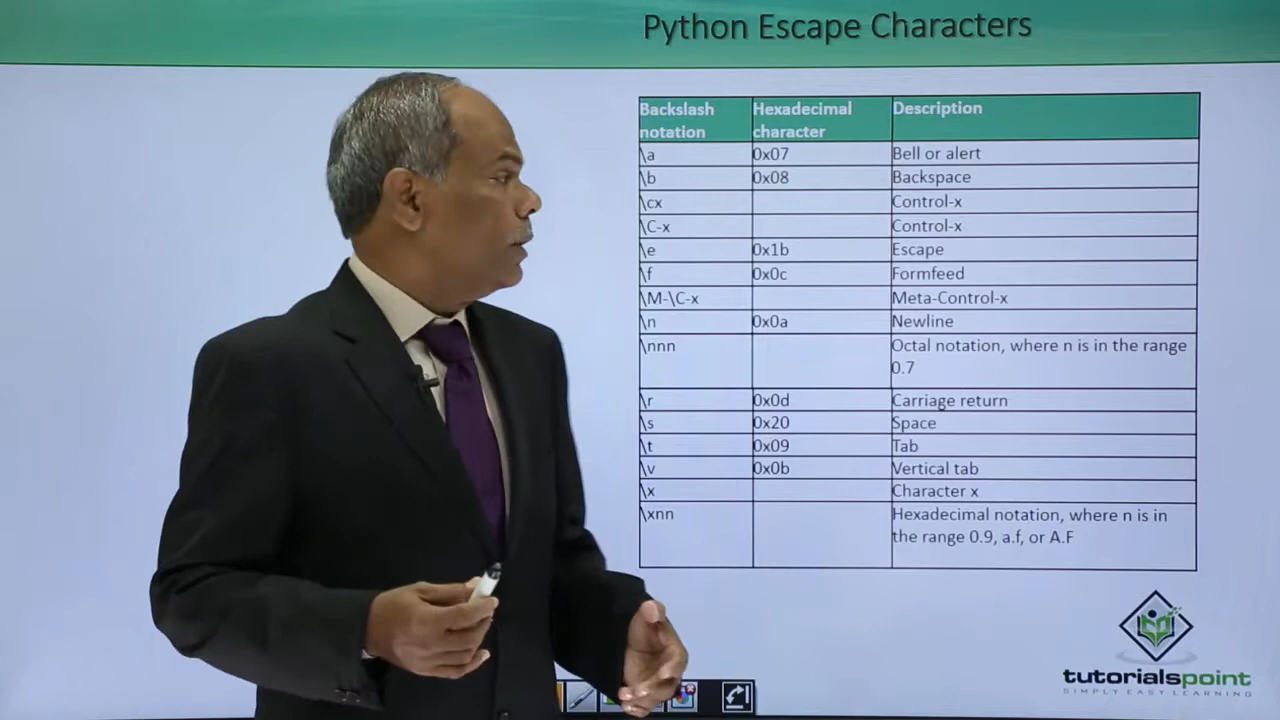 Python Escape Characters
Backslash notation Hexadecimal character Description
\a 0x07 Bell or alert
\b 0x08 Backspace
\cx Control-x
\C-x Control-x
\e 0x1b Escape
\f 0x0c Formfeed
\M-\C-x Meta-Control-x
\n 0x0a Newline
\nnn Octal notation, where n is in the range
0.7
\r 0x0d Carriage return
\s 0x20 Space
\t 0x09 Tab
\v 0x0b Vertical tab
\x Character x
\xnn Hexadecimal notation, where n is in
the range 0.9, a.f, or A.F
tutorialspoint
SIMPLY EASY LEARNING